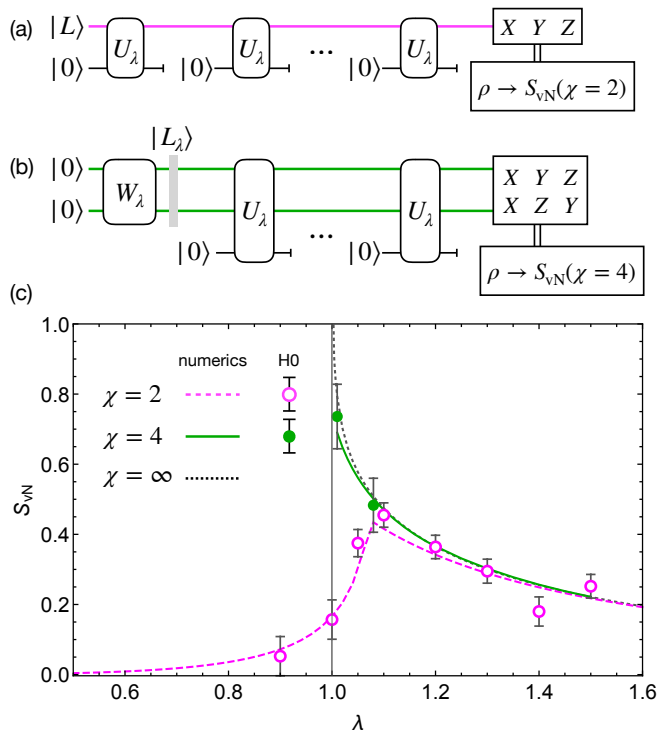 (a) |L⟩ U_λ U_λ ... U_λ X Y Z
|0⟩ |0⟩ |0⟩
ρ → S_vN(χ = 2)
|L_λ⟩
(b) |0⟩ W_λ U_λ ... U_λ X Y Z
|0⟩ X Z Y
|0⟩ ... |0⟩
ρ → S_vN(χ = 4)
(c)
1.0
numerics H0
χ = 2
0.8
χ = 4
χ = ∞
0.6
S_vN
0.4
0.2
0.0
0.6 0.8 1.0 1.2 1.4 1.6
λ